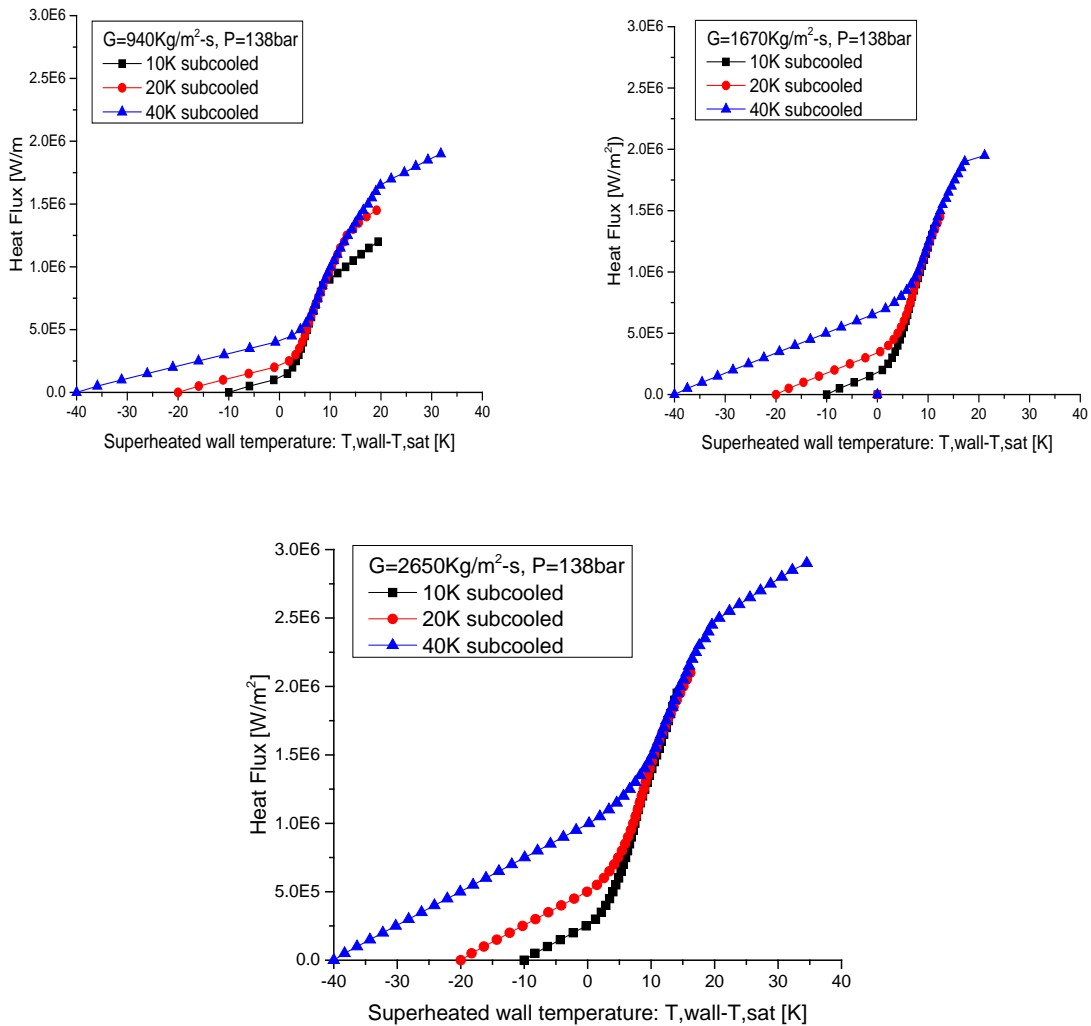 G=940Kg/m²-s, P=138bar
10K subcooled
20K subcooled
40K subcooled
3.0E6
2.5E6
2.0E6
1.5E6
1.0E6
5.0E5
0.0
Heat Flux [W/m
-40 -30 -20 -10 0 10 20 30 40
Superheated wall temperature: T,wall-T,sat [K]
G=1670Kg/m²-s, P=138bar
10K subcooled
20K subcooled
40K subcooled
3.0E6
2.5E6
2.0E6
1.5E6
1.0E6
5.0E5
0.0
Heat Flux [W/m²])
-40 -30 -20 -10 0 10 20 30 40
Superheated wall temperature: T,wall-T,sat [K]
G=2650Kg/m²-s, P=138bar
10K subcooled
20K subcooled
40K subcooled
3.0E6
2.5E6
2.0E6
1.5E6
1.0E6
5.0E5
0.0
Heat Flux [W/m²]
-40 -30 -20 -10 0 10 20 30 40
Superheated wall temperature: T,wall-T,sat [K]